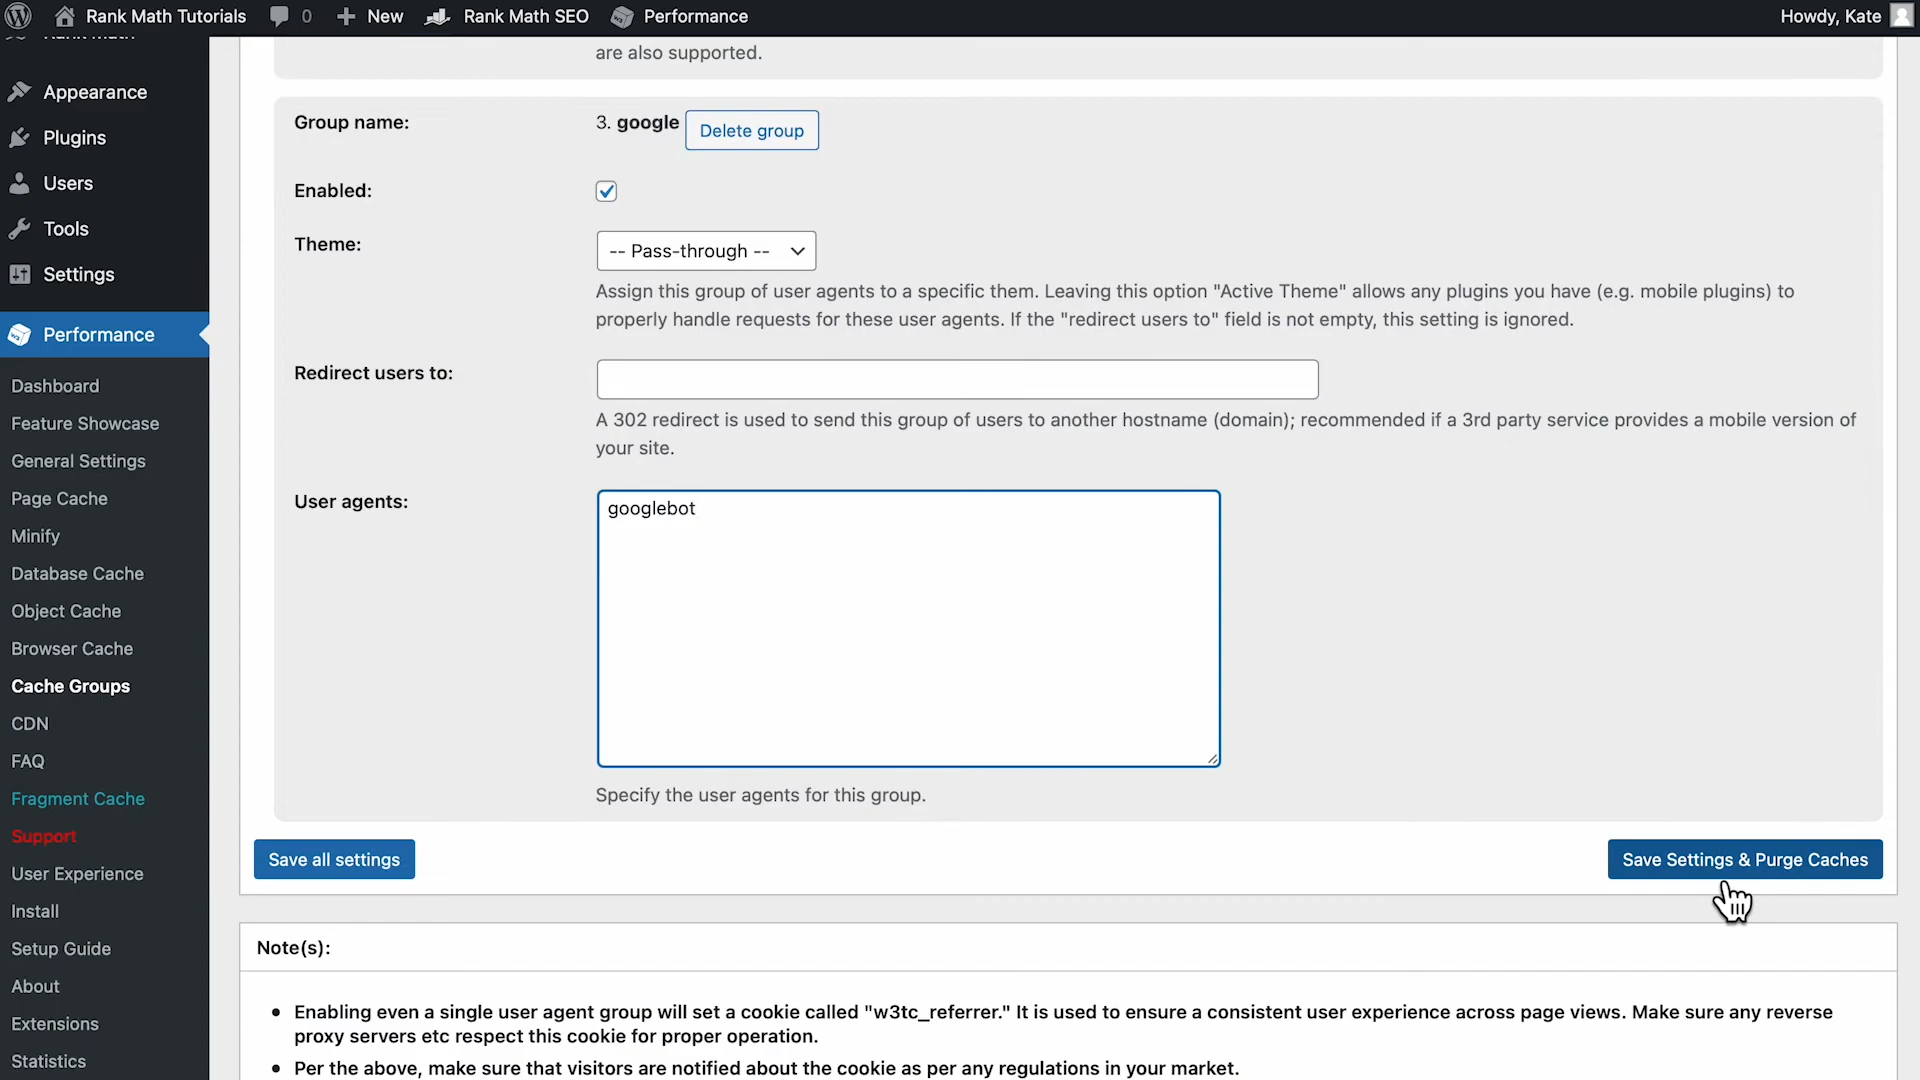 Rank Math Tutorials 0 New Rank Math SEO Performance Howdy, Kate
Rank Math
Appearance
Plugins
Users
Tools
Settings
Performance
Dashboard
Feature Showcase
General Settings
Page Cache
Minify
Database Cache
Object Cache
Browser Cache
Cache Groups
CDN
FAQ
Fragment Cache
Support
User Experience
Install
Setup Guide
About
Extensions
Statistics
are also supported.
Group name: 3. google Delete group
Enabled:
Theme: -- Pass-through --
Assign this group of user agents to a specific them. Leaving this option "Active Theme" allows any plugins you have (e.g. mobile plugins) to
properly handle requests for these user agents. If the "redirect users to" field is not empty, this setting is ignored.
Redirect users to:
A 302 redirect is used to send this group of users to another hostname (domain); recommended if a 3rd party service provides a mobile version of
your site.
User agents: googlebot
Specify the user agents for this group.
Save all settings Save Settings & Purge Caches
Note(s):
• Enabling even a single user agent group will set a cookie called "w3tc_referrer." It is used to ensure a consistent user experience across page views. Make sure any reverse
proxy servers etc respect this cookie for proper operation.
• Per the above, make sure that visitors are notified about the cookie as per any regulations in your market.